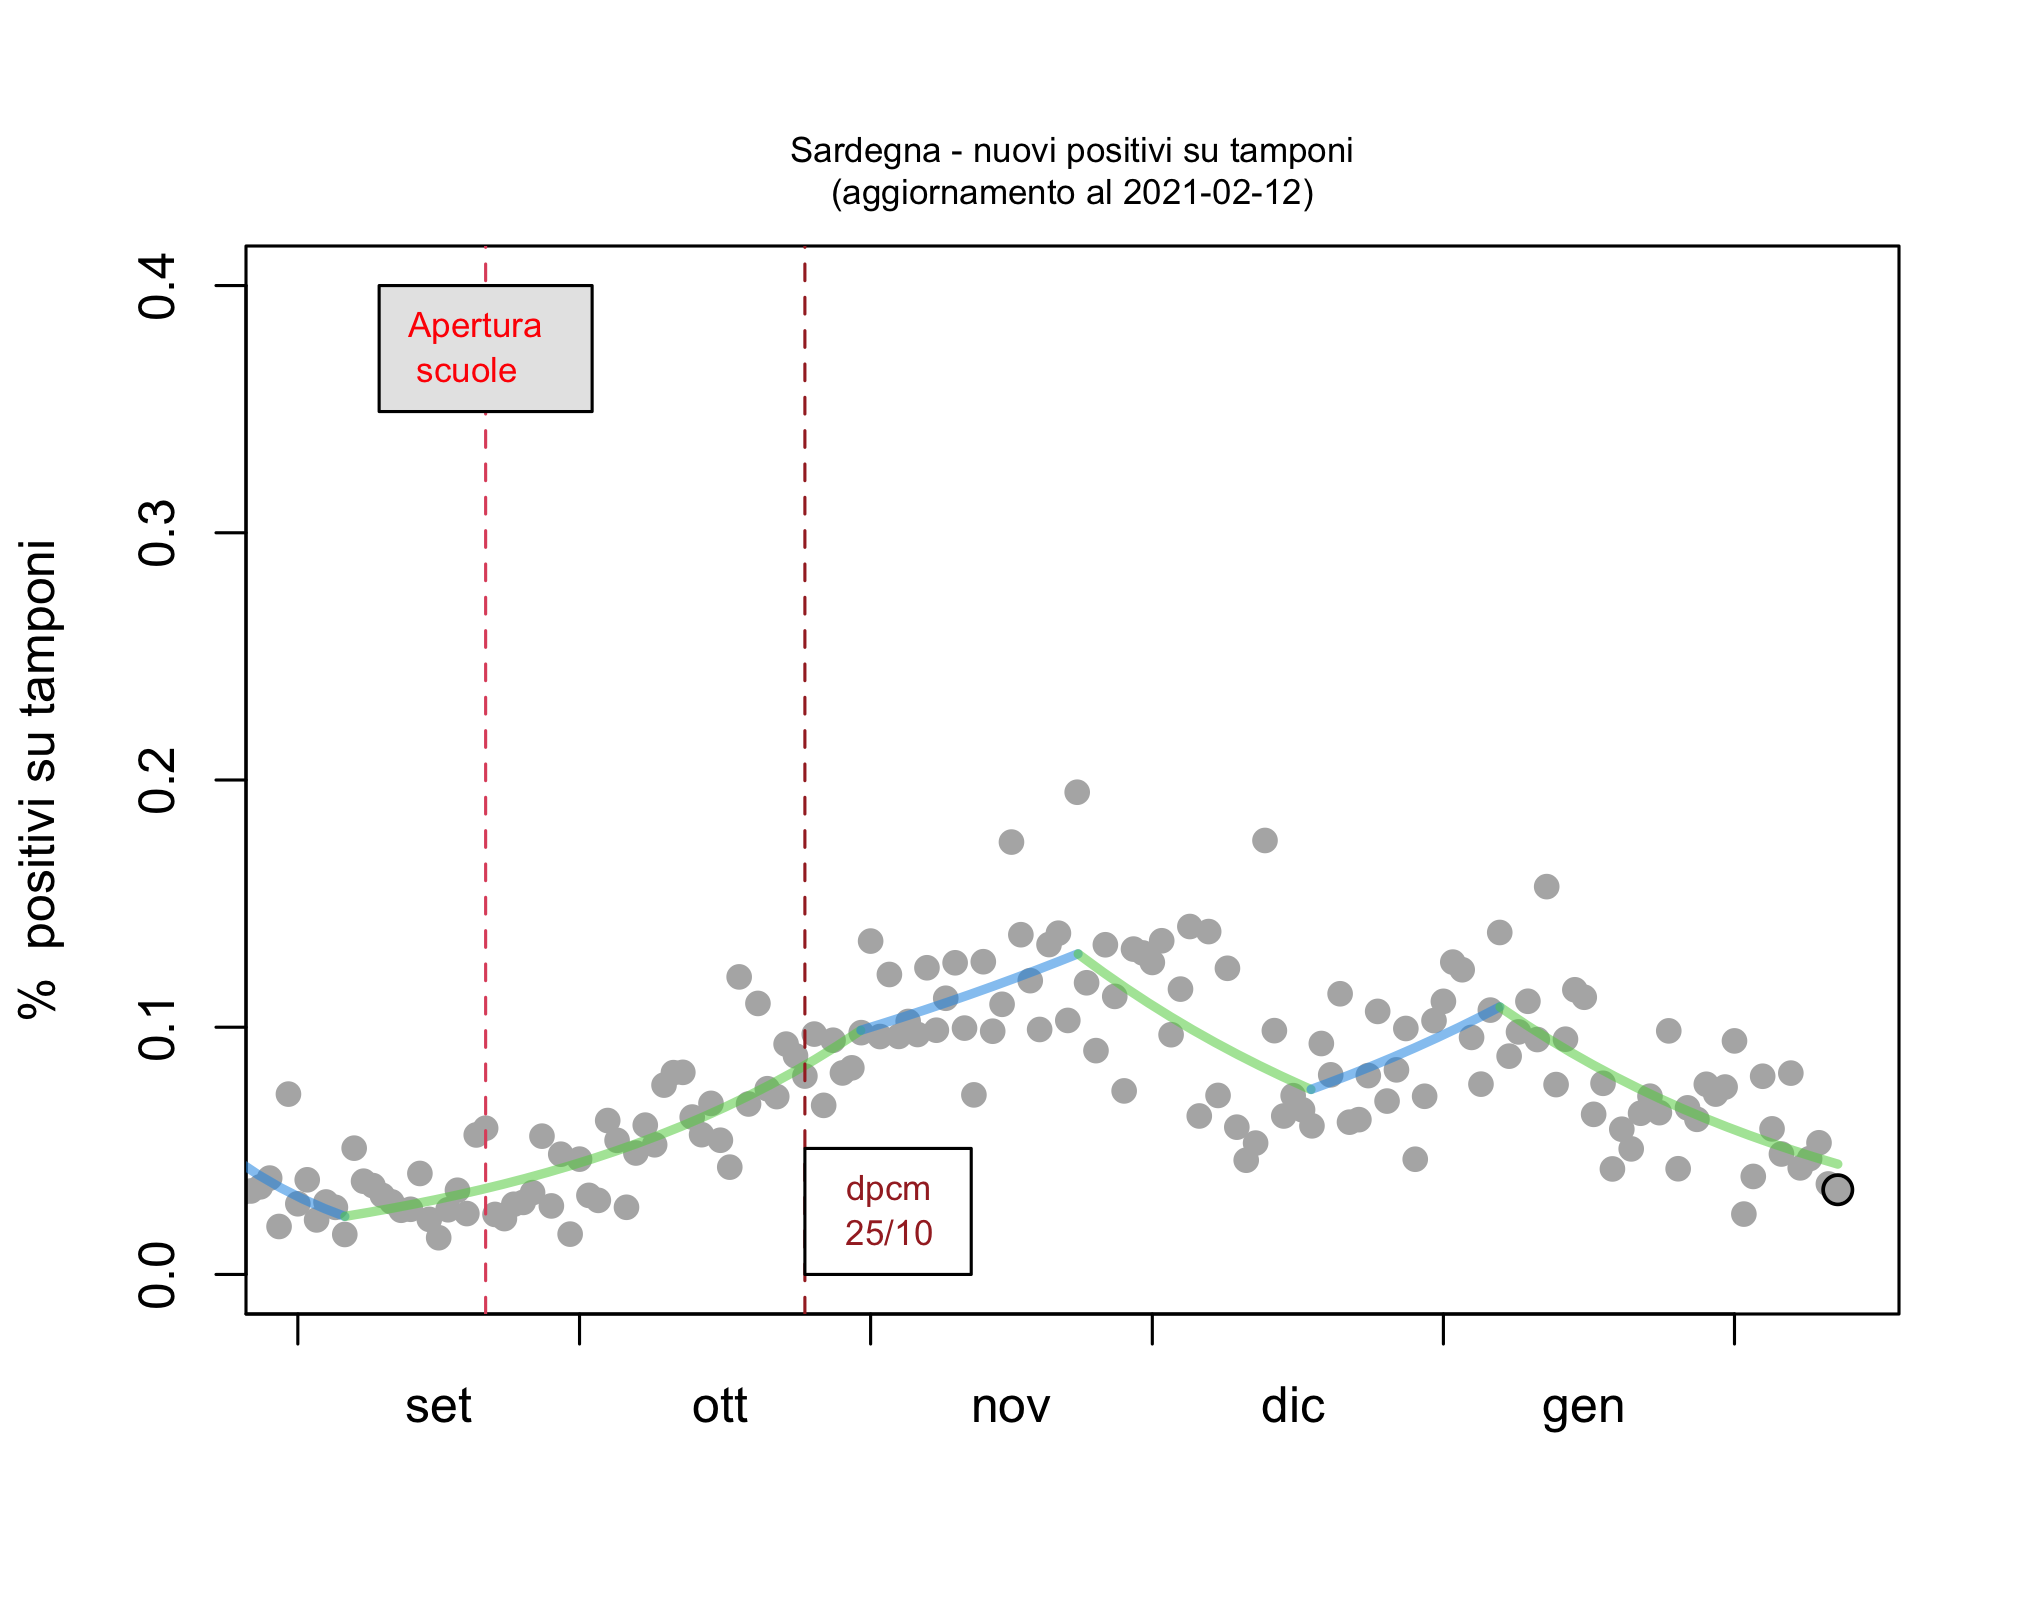 Sardegna - nuovi positivi su tamponi
(aggiornamento al 2021-02-12)
% positivi su tamponi
0.4
0.3
0.2
0.1
0.0
Apertura
scuole
dpcm
25/10
set ott nov dic gen